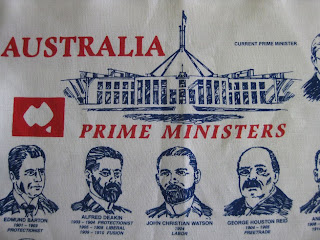 AUSTRALIA
CURRENT PRIME MINISTER
PRIME MINISTERS
EDMUND BARTON
1901 - 1903
PROTECTIONIST
ALFRED DEAKIN
1903 - 1904 PROTECTIONIST
1905 - 1908 LIBERAL
1909 - 1910 FUSION
JOHN CHRISTIAN WATSON
1904
LABOR
GEORGE HOUSTON REID
1904 - 1905
FREETRADE